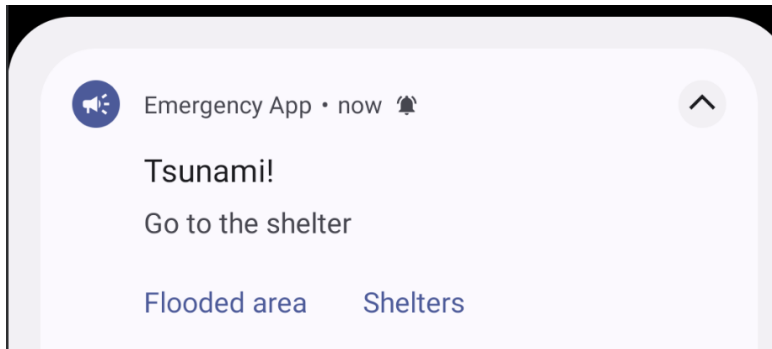 Emergency App • now
Tsunami!
Go to the shelter
Flooded area Shelters